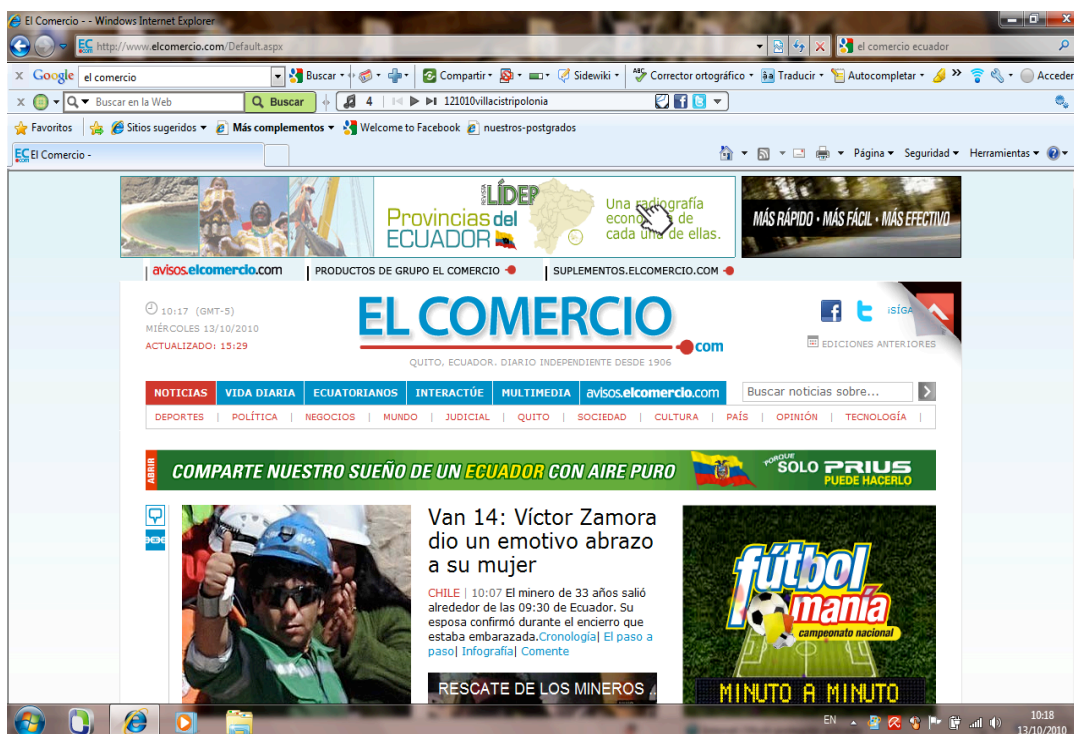 El Comercio - - Windows Internet Explorer
EC .com http://www.elcomercio.com/Default.aspx el comercio ecuador
x Google el comercio Buscar Compartir Sidewiki ABC Corrector ortográfico Traducir Autocompletar Acceder
x Buscar en la Web Buscar 4 121010villacistripolonia
Favoritos Sitios sugeridos Más complementos Welcome to Facebook nuestros-postgrados
EC .com El Comercio - Página Seguridad Herramientas
REVISTA LÍDER
Provincias del
ECUADOR
Una radiografía
económica de
cada una de ellas.
MÁS RÁPIDO • MÁS FÁCIL • MÁS EFECTIVO
avisos.elcomercio.com | PRODUCTOS DE GRUPO EL COMERCIO | SUPLEMENTOS.ELCOMERCIO.COM
10:17 (GMT-5)
MIÉRCOLES 13/10/2010
ACTUALIZADO: 15:29
EL COMERCIO
.com
QUITO, ECUADOR. DIARIO INDEPENDIENTE DESDE 1906
EDICIONES ANTERIORES
NOTICIAS VIDA DIARIA ECUATORIANOS INTERACTÚE MULTIMEDIA avisos.elcomercio.com Buscar noticias sobre...
DEPORTES | POLÍTICA | NEGOCIOS | MUNDO | JUDICIAL | QUITO | SOCIEDAD | CULTURA | PAÍS | OPINIÓN | TECNOLOGÍA |
ABRIR
COMPARTE NUESTRO SUEÑO DE UN ECUADOR CON AIRE PURO
PORQUE
SOLO PRIUS
PUEDE HACERLO
Van 14: Víctor Zamora
dio un emotivo abrazo
a su mujer
CHILE | 10:07 El minero de 33 años salió
alrededor de las 09:30 de Ecuador. Su
esposa confirmó durante el encierro que
estaba embarazada.Cronología| El paso a
paso| Infografía| Comente
RESCATE DE LOS MINEROS
fútbol
manía
campeonato nacional
MINUTO A MINUTO
EN
10:18
13/10/2010